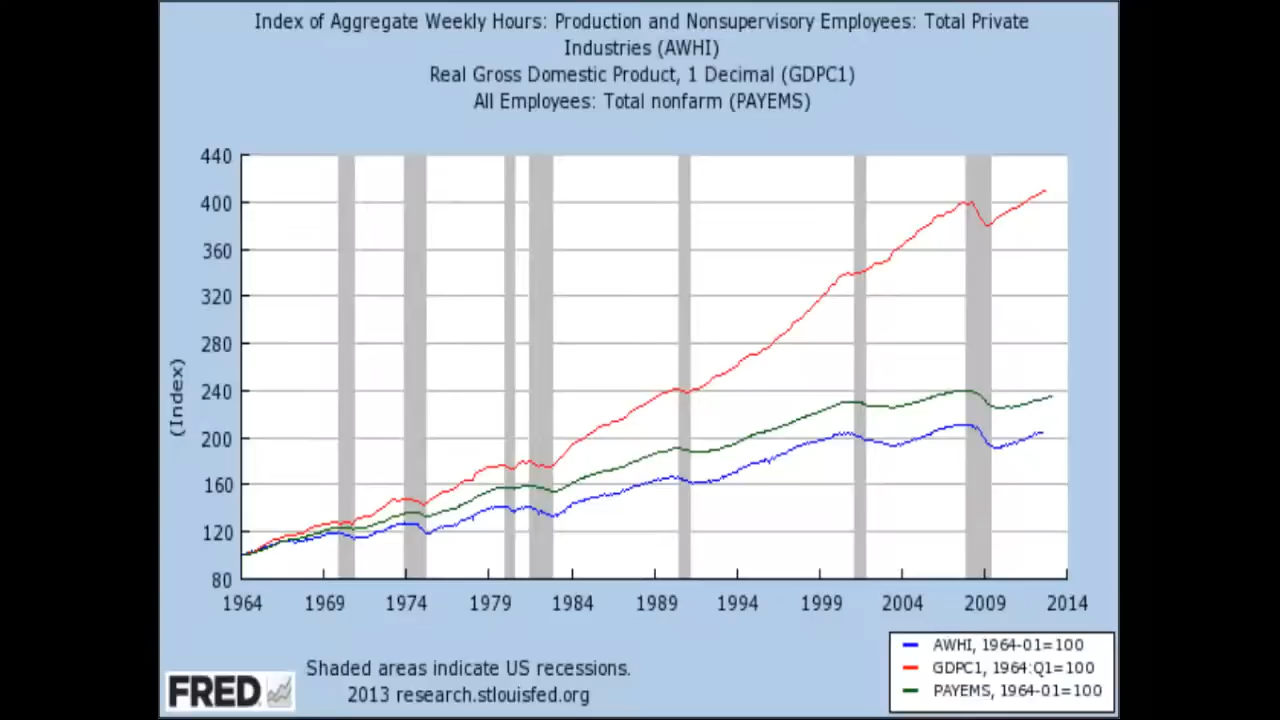 Index of Aggregate Weekly Hours: Production and Nonsupervisory Employees: Total Private
Industries (AWHI)
Real Gross Domestic Product, 1 Decimal (GDPC1)
All Employees: Total nonfarm (PAYEMS)
440
400
360
320
280
240
200
160
120
80
(Index)
1964
1969
1974
1979
1984
1989
1994
1999
2004
2009
2014
Shaded areas indicate US recessions.
2013 research.stlouisfed.org
FRED
AWHI, 1964-01=100
GDPC1, 1964:Q1=100
PAYEMS, 1964-01=100